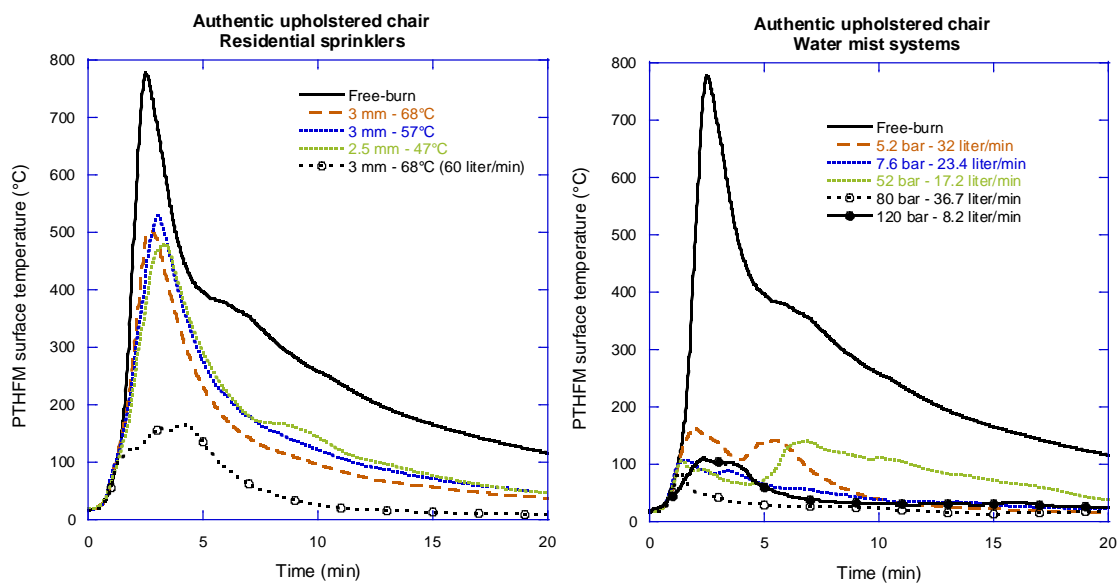 Authentic upholstered chair
Residential sprinklers
800
700
600
500
400
300
200
100
0
PTHFM surface temperature (°C)
Free-burn
3 mm - 68°C
3 mm - 57°C
2.5 mm - 47°C
3 mm - 68°C (60 liter/min)
0 5 10 15 20
Time (min)
Authentic upholstered chair
Water mist systems
800
700
600
500
400
300
200
100
0
PTHFM surface temperature (°C)
Free-burn
5.2 bar - 32 liter/min
7.6 bar - 23.4 liter/min
52 bar - 17.2 liter/min
80 bar - 36.7 liter/min
120 bar - 8.2 liter/min
0 5 10 15 20
Time (min)